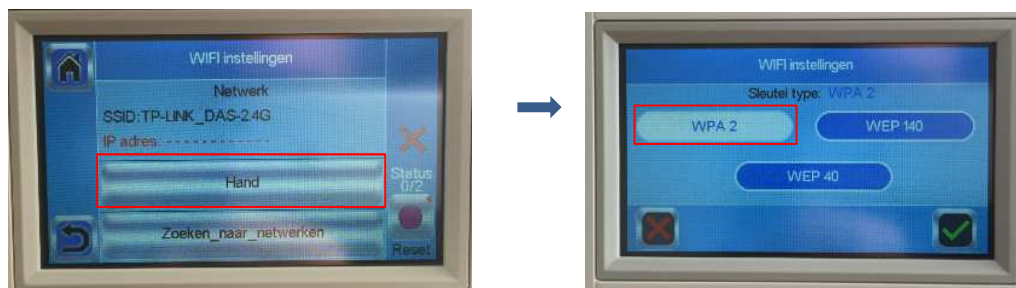 WIFI instellingen
Netwerk
SSID:TP-LINK_DAS-2.4G
IP adres: - - - - - - - - - - - -
Hand
Status
0/2
Zoeken_naar_netwerken
Reset
WIFI instellingen
Sleutel type: WPA 2
WPA 2
WEP 140
WEP 40